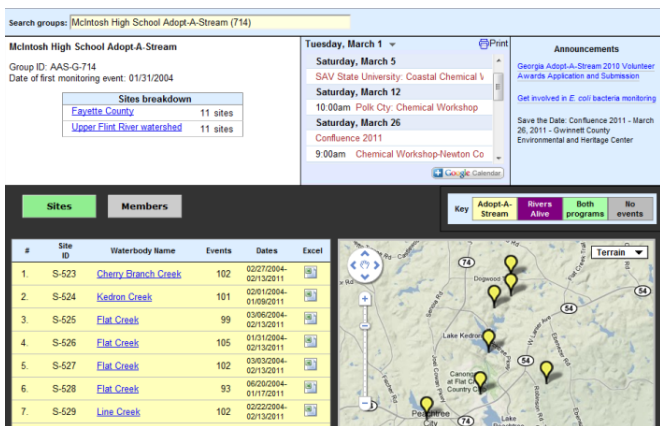 Search groups: McIntosh High School Adopt-A-Stream (714)
McIntosh High School Adopt-A-Stream
Group ID: AAS-G-714
Date of first monitoring event: 01/31/2004
Sites breakdown
Fayette County 11 sites
Upper Flint River watershed 11 sites
Tuesday, March 1 Print
Saturday, March 5
SAV State University: Coastal Chemical V
Saturday, March 12
10:00am Polk Cty: Chemical Workshop
Saturday, March 26
Confluence 2011
9:00am Chemical Workshop-Newton Co
Google Calendar
Announcements
Georgia Adopt-A-Stream 2010 Volunteer
Awards Application and Submission
Get involved in E. coli bacteria monitoring
Save the Date: Confluence 2011 - March
26, 2011 - Gwinnett County
Environmental and Heritage Center
Sites Members
Key Adopt-A-Stream Rivers Alive Both programs No events
# Site ID Waterbody Name Events Dates Excel
1. S-523 Cherry Branch Creek 102 02/27/2004-02/13/2011
2. S-524 Kedron Creek 101 02/01/2004-01/09/2011
3. S-525 Flat Creek 99 03/06/2004-02/13/2011
4. S-526 Flat Creek 105 01/31/2004-02/13/2011
5. S-527 Flat Creek 102 03/03/2004-02/13/2011
6. S-528 Flat Creek 93 06/20/2004-01/17/2011
7. S-529 Line Creek 102 02/22/2004-02/13/2011
Terrain
74
Dogwood
54
54
Lake Kedron
54
Canong
at Flat C
Country C
Peachtree
City
74
Lake